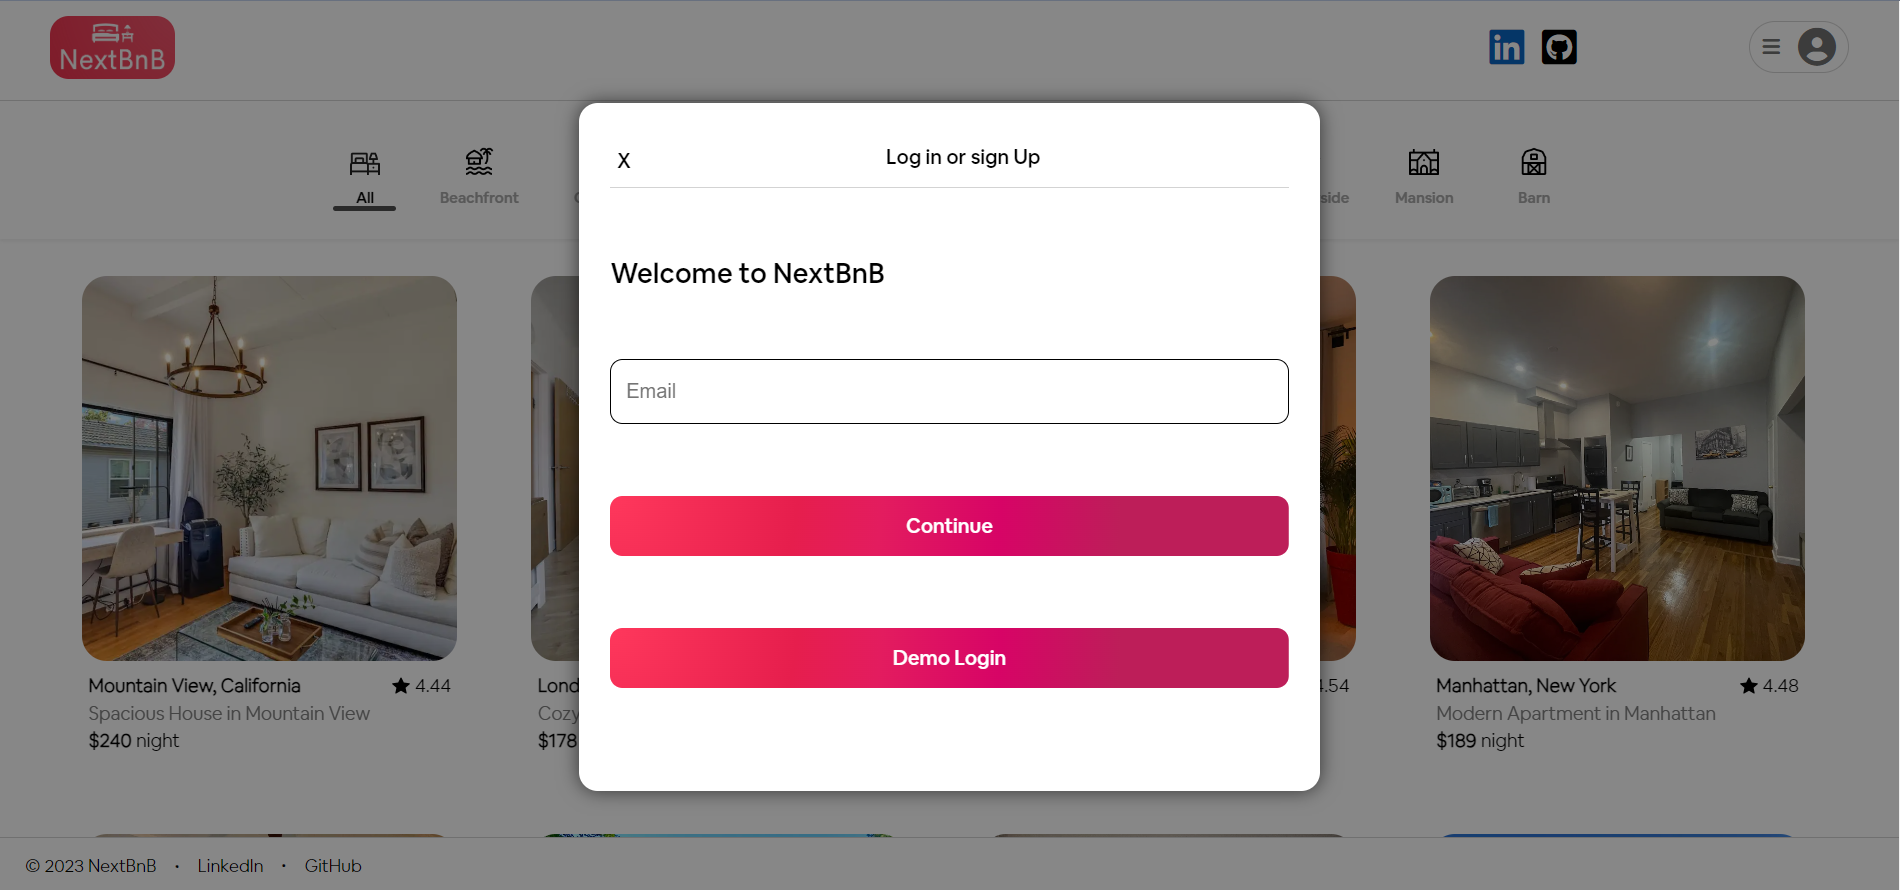 NextBnB
Log in or sign Up
X
All
Beachfront
side
Mansion
Barn
Welcome to NextBnB
Email
Continue
Demo Login
Mountain View, California ★ 4.44
Spacious House in Mountain View
$240 night
Lond
Cozy
$178
.54
Manhattan, New York ★ 4.48
Modern Apartment in Manhattan
$189 night
© 2023 NextBnB · LinkedIn · GitHub